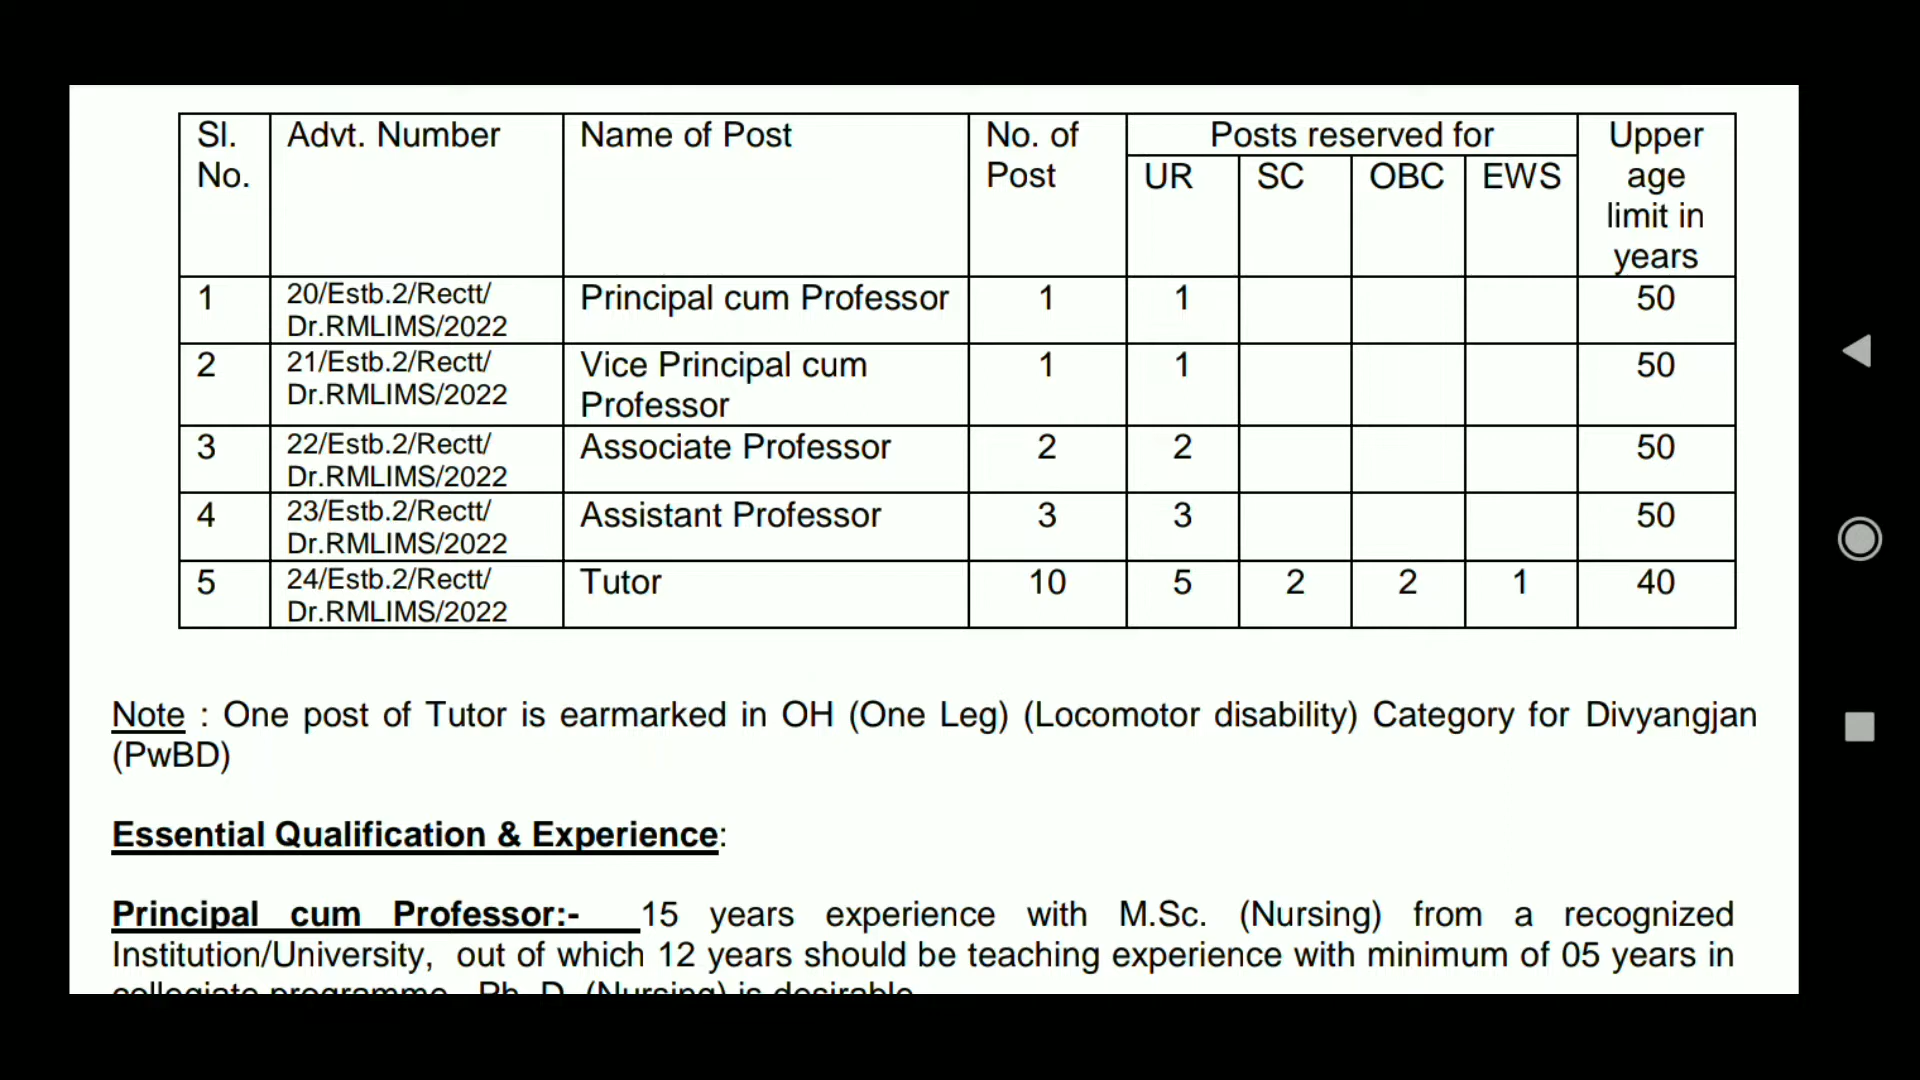 Sl. No. Advt. Number Name of Post No. of Post Posts reserved for Upper age limit in years
UR SC OBC EWS
1 20/Estb.2/Rectt/ Dr.RMLIMS/2022 Principal cum Professor 1 1 50
2 21/Estb.2/Rectt/ Dr.RMLIMS/2022 Vice Principal cum Professor 1 1 50
3 22/Estb.2/Rectt/ Dr.RMLIMS/2022 Associate Professor 2 2 50
4 23/Estb.2/Rectt/ Dr.RMLIMS/2022 Assistant Professor 3 3 50
5 24/Estb.2/Rectt/ Dr.RMLIMS/2022 Tutor 10 5 2 2 1 40
Note : One post of Tutor is earmarked in OH (One Leg) (Locomotor disability) Category for Divyangjan
(PwBD)
Essential Qualification & Experience:
Principal cum Professor:- 15 years experience with M.Sc. (Nursing) from a recognized
Institution/University, out of which 12 years should be teaching experience with minimum of 05 years in
collegiate programme. Ph. D. (Nursing) is desirable